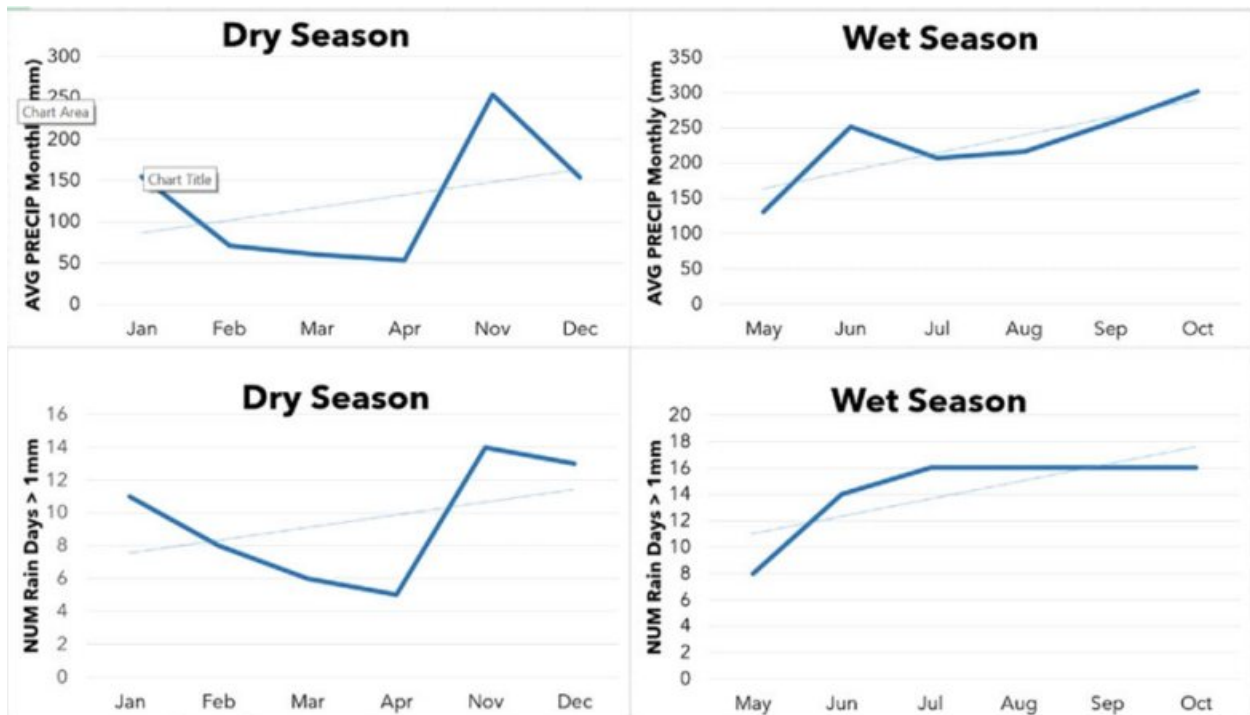 Dry Season
AVG PRECIP Monthly (mm)
300
250
200
150
100
50
0
Chart Area
Chart Title
Jan Feb Mar Apr Nov Dec
Wet Season
AVG PRECIP Monthly (mm
350
300
250
200
150
100
50
0
May Jun Jul Aug Sep Oct
Dry Season
NUM Rain Days > 1mm
16
14
12
10
8
6
4
2
0
Jan Feb Mar Apr Nov Dec
Wet Season
NUM Rain Days > 1mm
20
18
16
14
12
10
8
6
4
2
0
May Jun Jul Aug Sep Oct